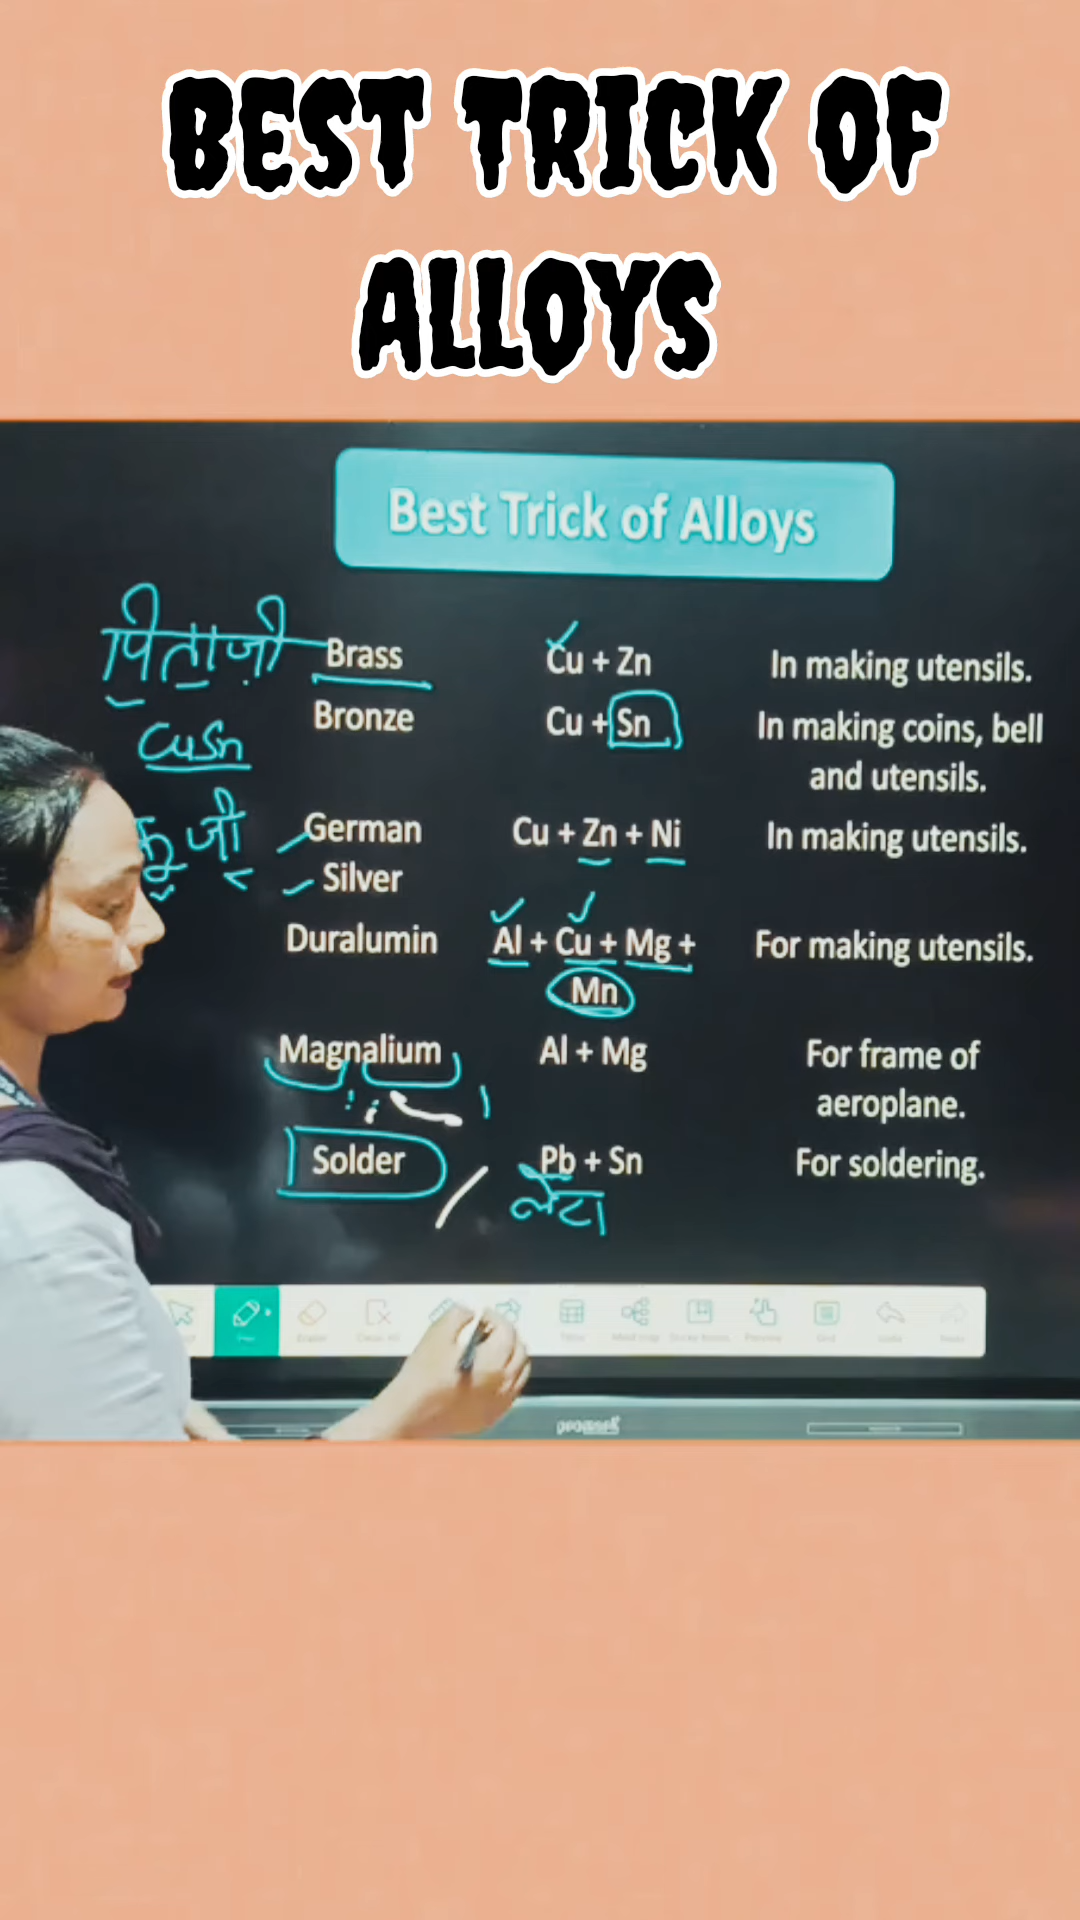 BEST TRICK OF
ALLOYS
Best Trick of Alloys
पिताजी Brass Cu + Zn In making utensils.
Bronze Cu + Sn In making coins, bell
and utensils.
CuSn
German Cu + Zn + Ni In making utensils.
Silver
Duralumin Al + Cu + Mg + For making utensils.
Mn
Magnalium Al + Mg For frame of
aeroplane.
Solder Pb + Sn For soldering.